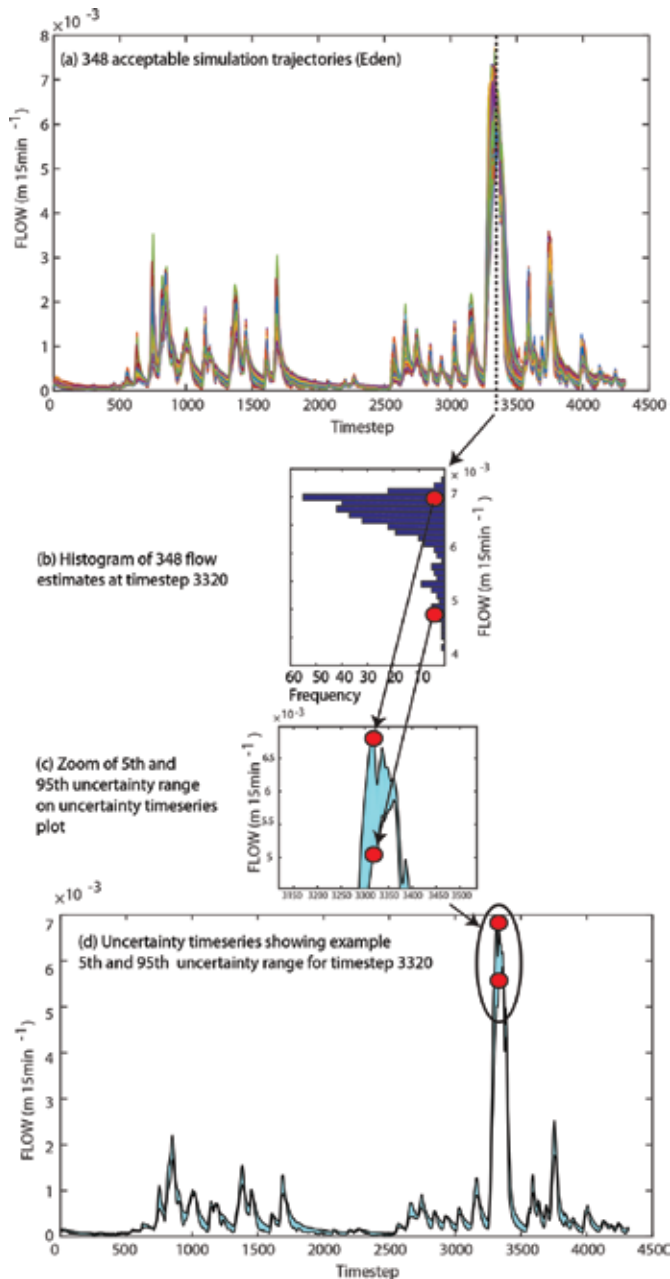 × 10⁻³
8
(a) 348 acceptable simulation trajectories (Eden)
7
6
5
4
3
2
1
0
FLOW (m 15min⁻¹)
0 500 1000 1500 2000 2500 3000 3500 4000 4500
Timestep
(b) Histogram of 348 flow
estimates at timestep 3320
× 10⁻³
7
6
5
4
FLOW (m 15min⁻¹)
60 50 40 30 20 10
Frequency
(c) Zoom of 5th and
95th uncertainty range
on uncertainty timeseries
plot
×10⁻³
65
6
5.5
5
FLOW (m 15min⁻¹)
3150 3200 3250 3300 3350 3400 3450 3500
× 10⁻³
7
(d) Uncertainty timeseries showing example
5th and 95th uncertainty range for timestep 3320
6
5
4
3
2
1
0
FLOW (m 15min⁻¹)
0 500 1000 1500 2000 2500 3000 3500 4000 4500
Timestep